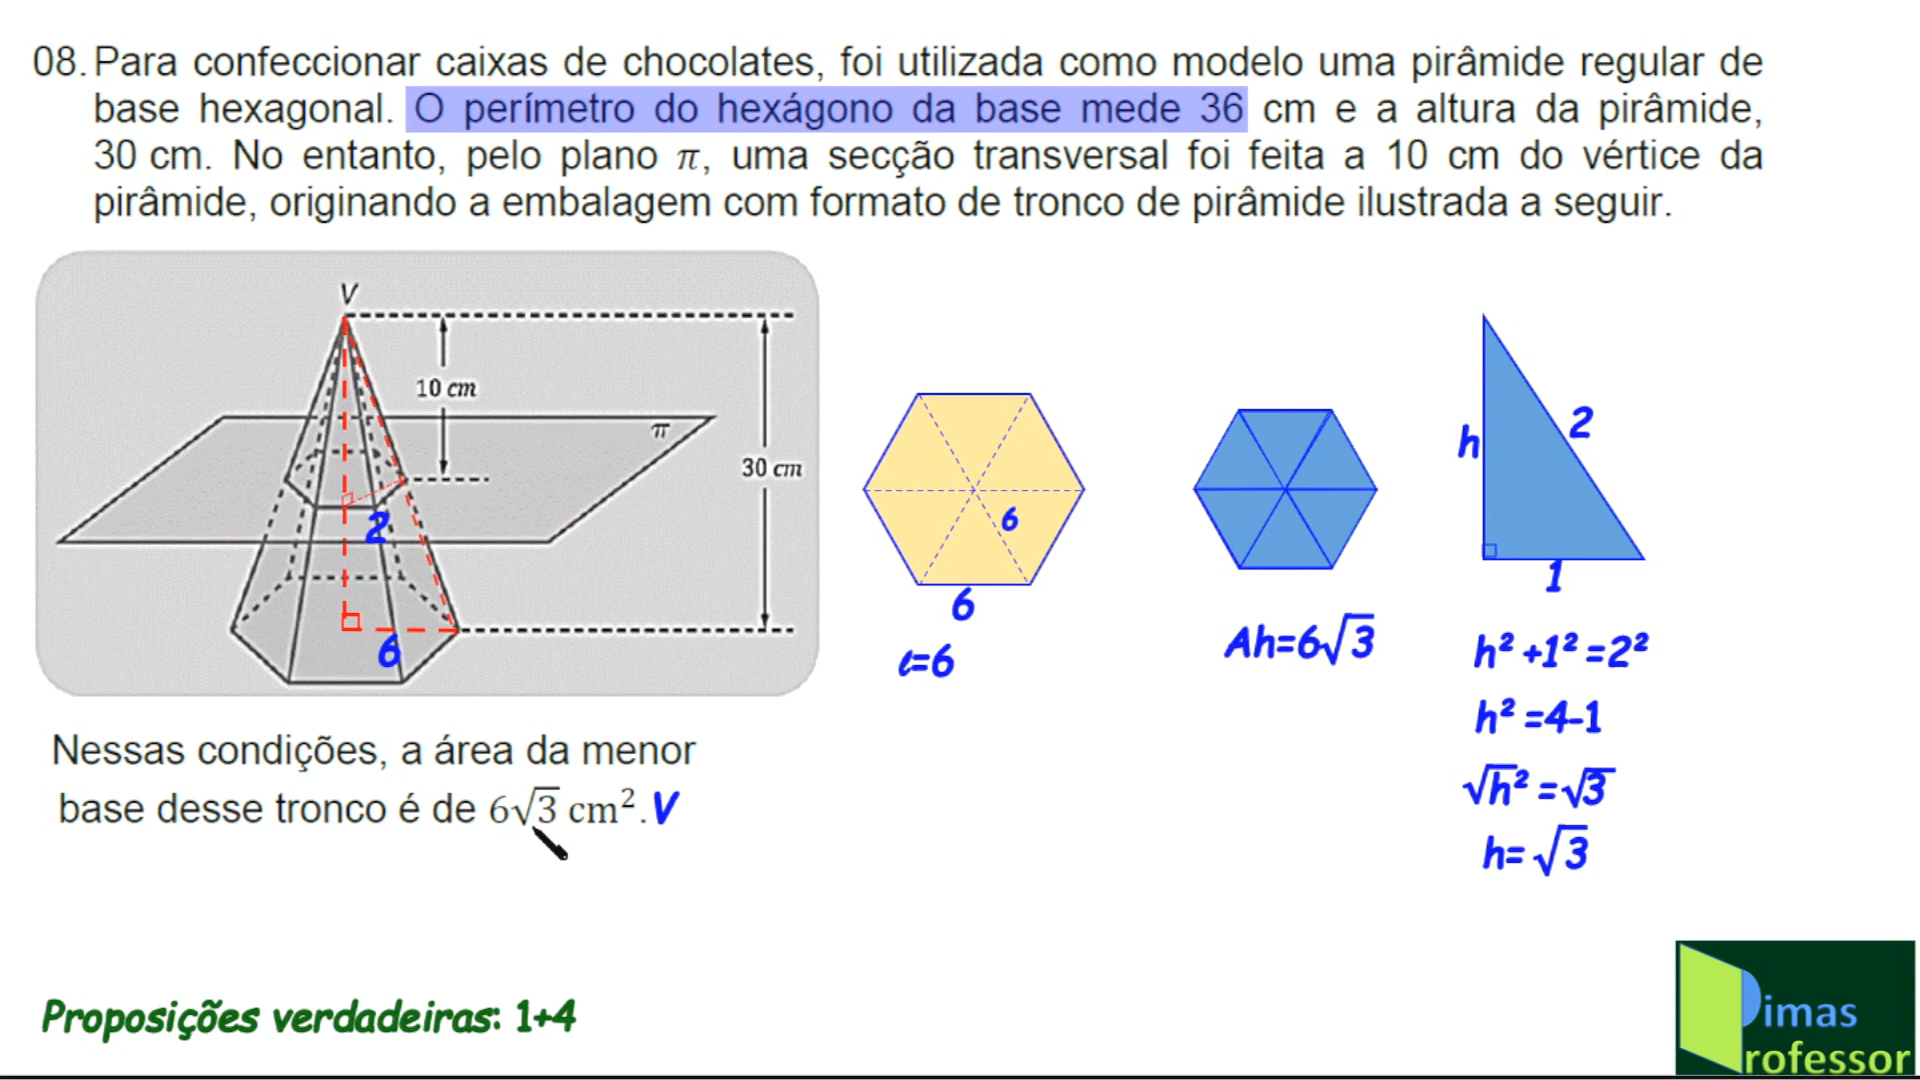 08. Para confeccionar caixas de chocolates, foi utilizada como modelo uma pirâmide regular de
base hexagonal. O perímetro do hexágono da base mede 36 cm e a altura da pirâmide,
30 cm. No entanto, pelo plano π, uma secção transversal foi feita a 10 cm do vértice da
pirâmide, originando a embalagem com formato de tronco de pirâmide ilustrada a seguir.
V
10 cm
π
30 cm
2
6
6
6
ℓ=6
Ah=6√3
h
2
1
h² +1² =2²
h² =4-1
√h² =√3
h= √3
Nessas condições, a área da menor
base desse tronco é de 6√3 cm². V
Proposições verdadeiras: 1+4
Dimas
Professor